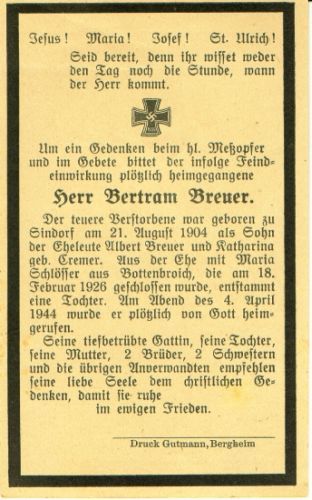 Jesus! Maria! Josef! St. Ulrich!
Seid bereit, denn ihr wisset weder
den Tag noch die Stunde, wann
der Herr kommt.
Um ein Gedenken beim hl. Meßopfer
und im Gebete bittet der infolge Feind-
einwirkung plötzlich heimgegangene
Herr Bertram Breuer.
Der teuere Verstorbene war geboren zu
Sindorf am 21. August 1904 als Sohn
der Eheleute Albert Breuer und Katharina
geb. Cremer. Aus der Ehe mit Maria
Schlösser aus Bottenbroich, die am 18.
Februar 1926 geschlossen wurde, entstammt
eine Tochter. Am Abend des 4. April
1944 wurde er plötzlich von Gott heim-
gerufen.
Seine tiefbetrübte Gattin, seine Tochter,
seine Mutter, 2 Brüder, 2 Schwestern
und die übrigen Anverwandten empfehlen
seine liebe Seele dem christlichen Ge-
denken, damit sie ruhe
im ewigen Frieden.
Druck Gutmann, Bergheim